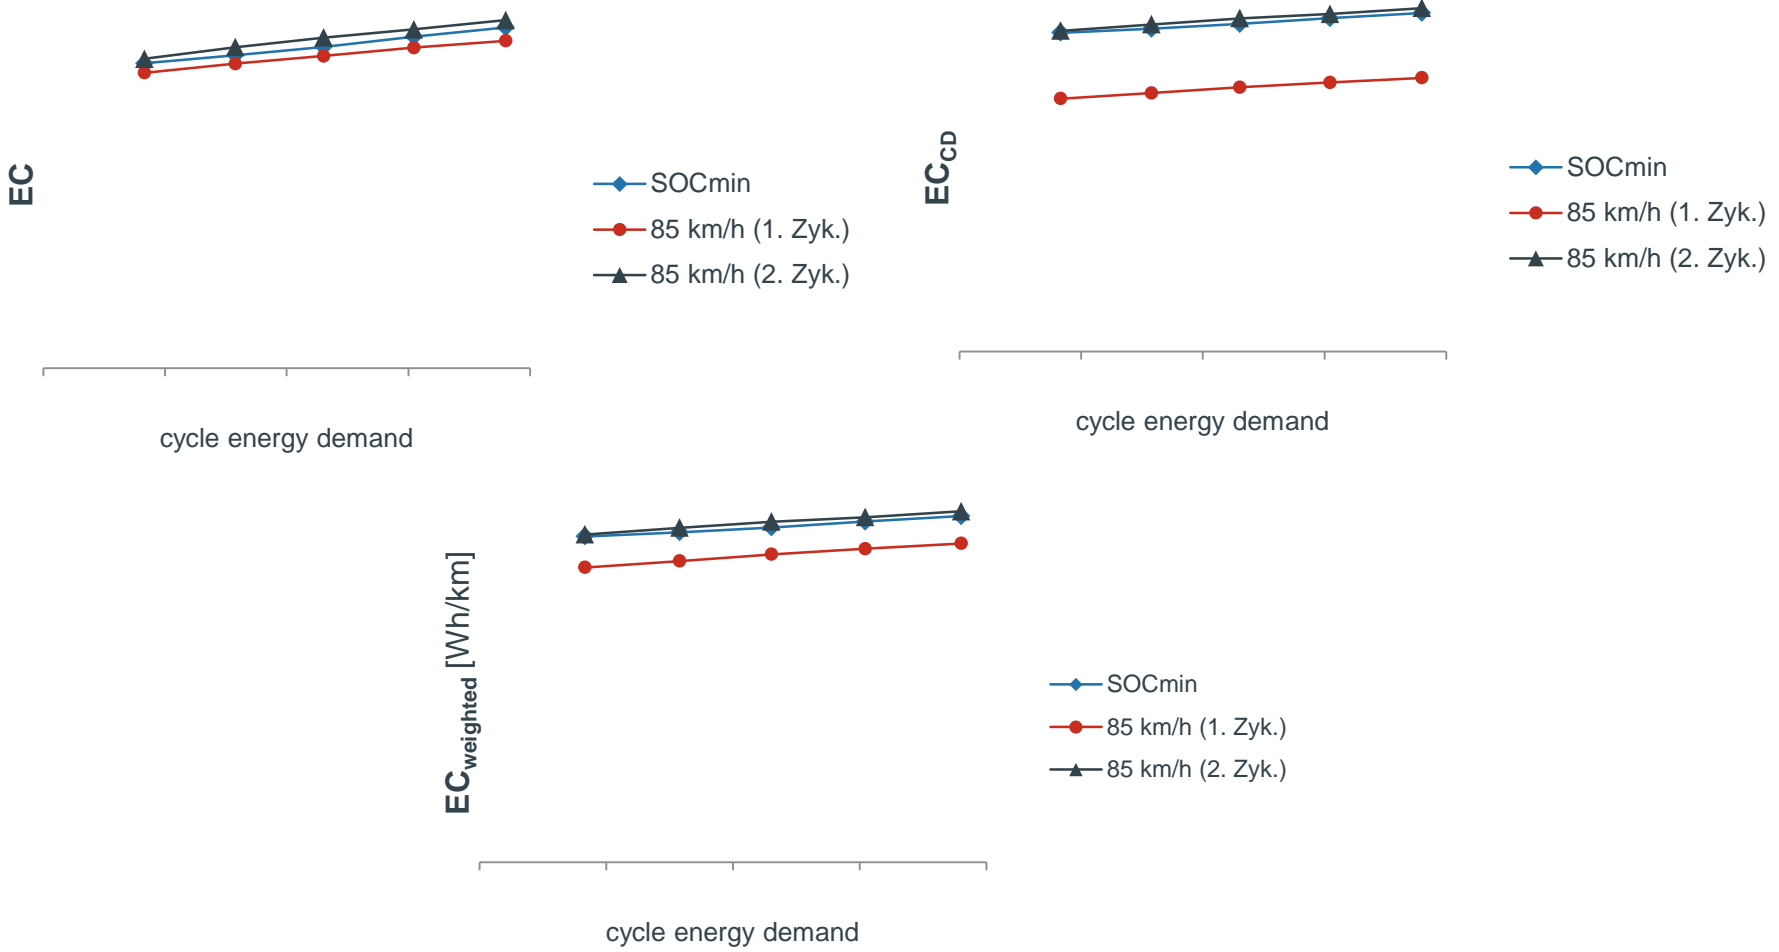 EC
SOCmin
85 km/h (1. Zyk.)
85 km/h (2. Zyk.)
cycle energy demand
ECCD
SOCmin
85 km/h (1. Zyk.)
85 km/h (2. Zyk.)
cycle energy demand
ECweighted [Wh/km]
SOCmin
85 km/h (1. Zyk.)
85 km/h (2. Zyk.)
cycle energy demand